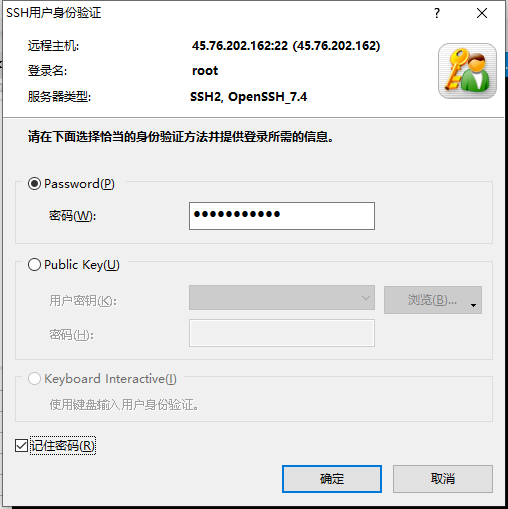 SSH用户身份验证
远程主机: 45.76.202.162:22 (45.76.202.162)
登录名: root
服务器类型: SSH2, OpenSSH_7.4
请在下面选择恰当的身份验证方法并提供登录所需的信息。
Password(P)
密码(W): ●●●●●●●●●●●
Public Key(U)
用户密钥(K): 浏览(B)...
密码(H):
Keyboard Interactive(I)
使用键盘输入用户身份验证。
记住密码(R)
确定 取消